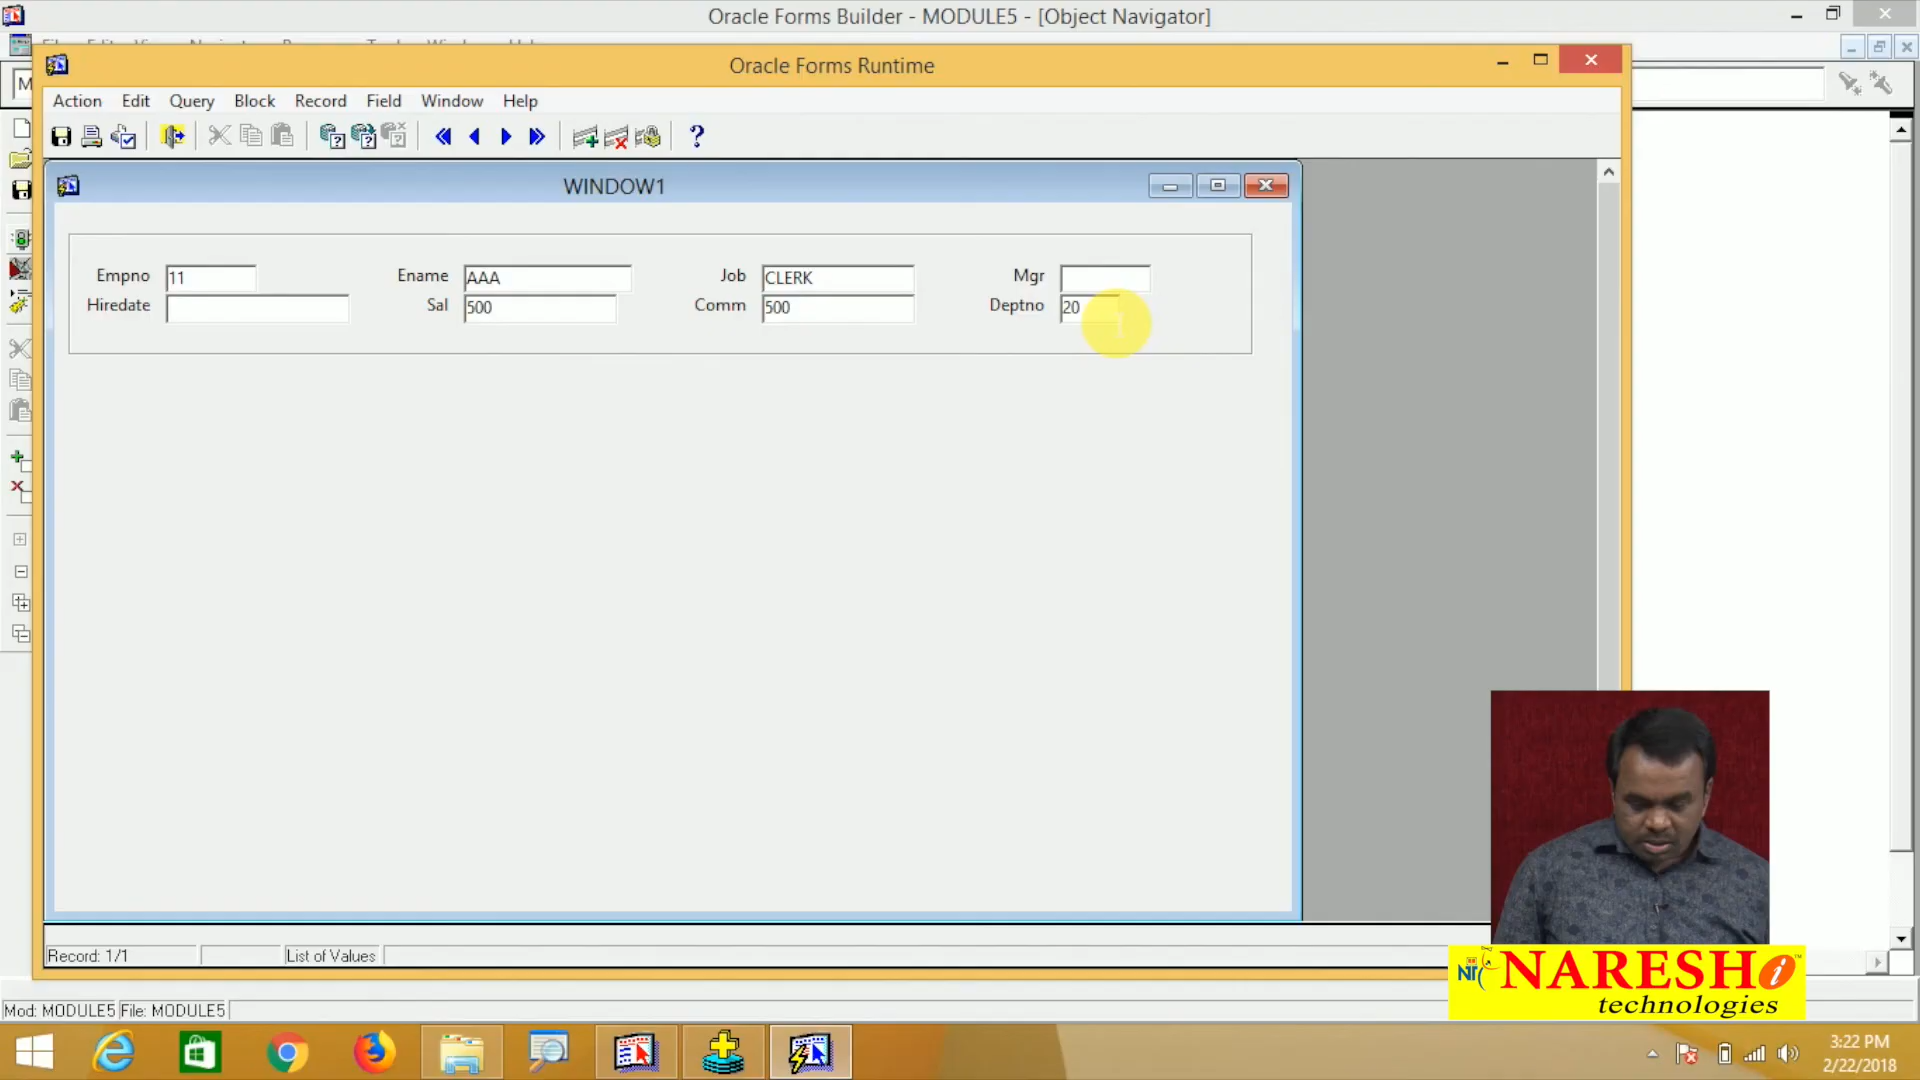 Oracle Forms Builder - MODULE5 - [Object Navigator]
Oracle Forms Runtime
Action Edit Query Block Record Field Window Help
WINDOW1
Empno 11 Ename AAA Job CLERK Mgr
Hiredate Sal 500 Comm 500 Deptno 20
Record: 1/1 List of Values
NARESH i
technologies
Mod: MODULE5 File: MODULE5
3:22 PM
2/22/2018